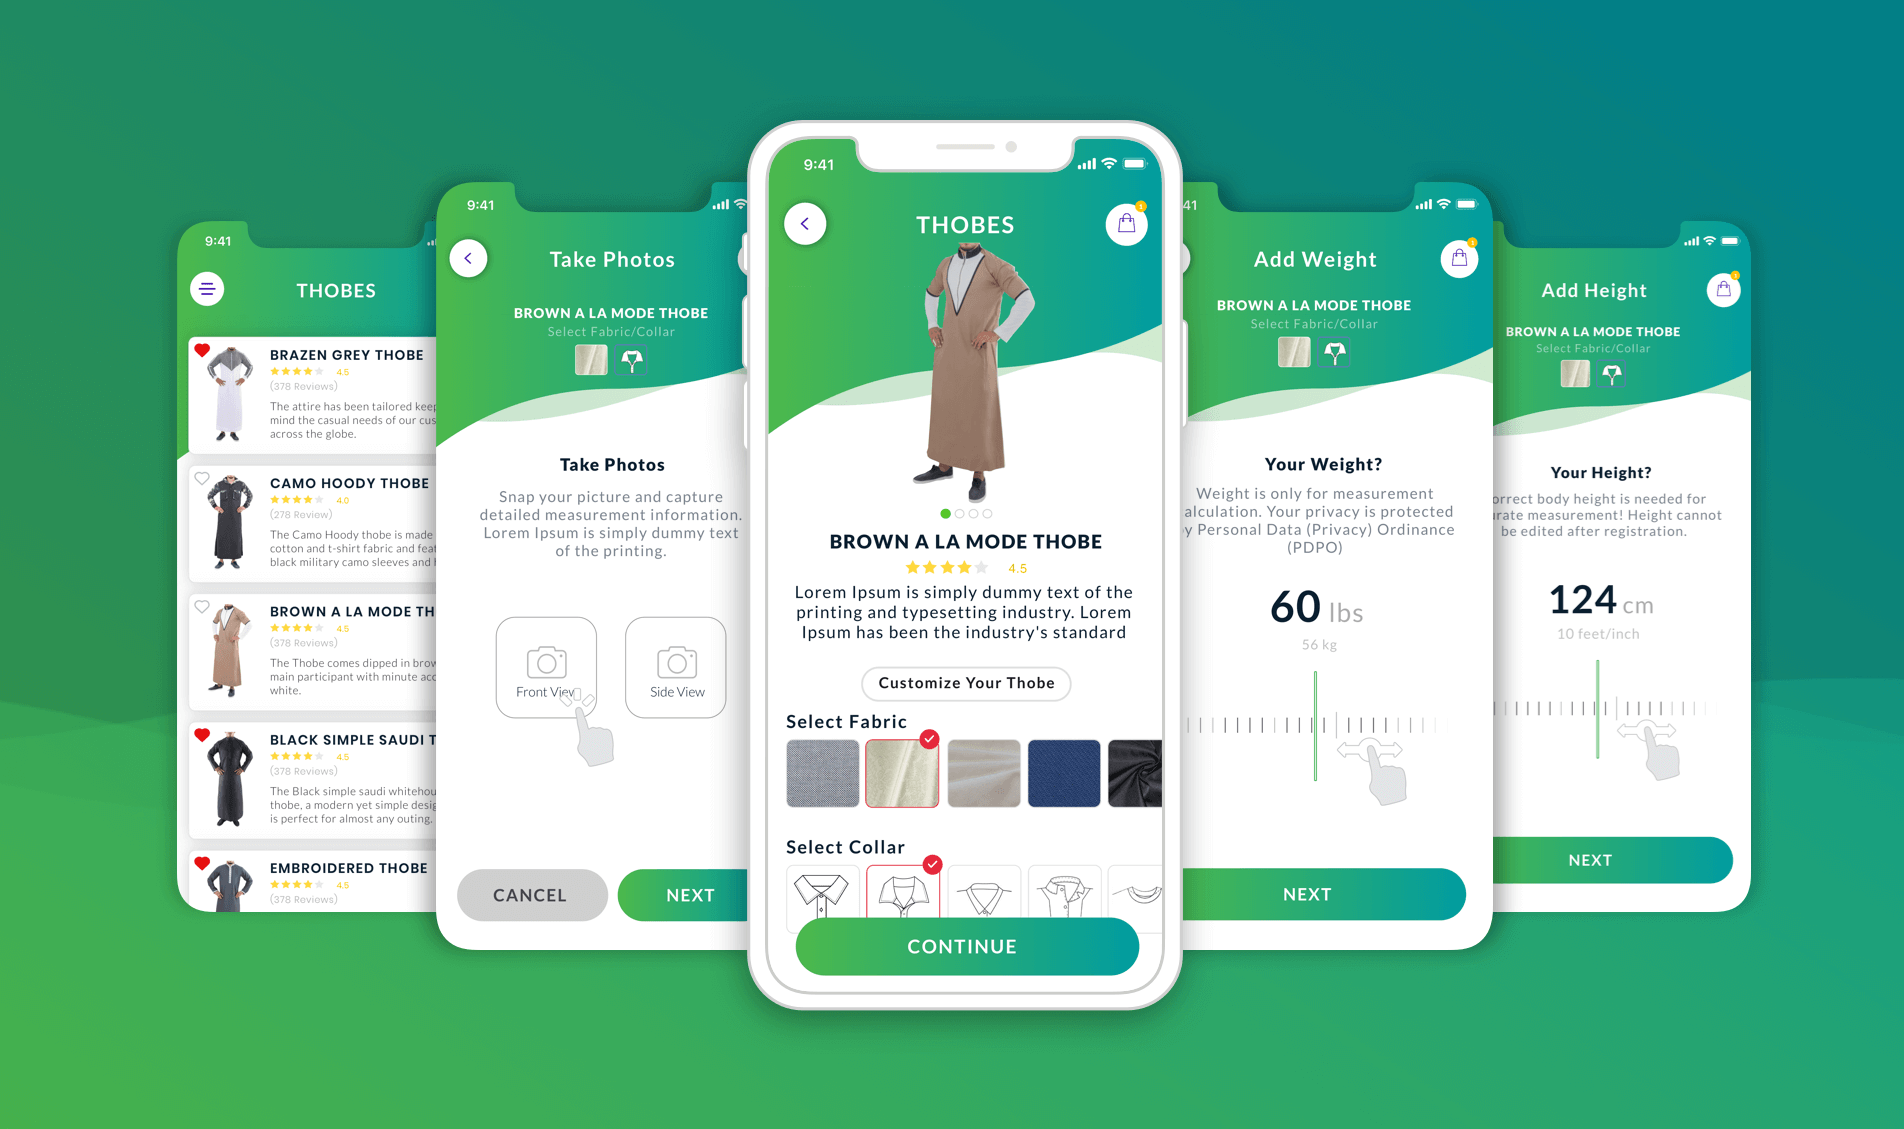 9:41
THOBES
BRAZEN GREY THOBE
4.5
(378 Reviews)
The attire has been tailored keep
mind the casual needs of our cus
across the globe.
CAMO HOODY THOBE
4.0
(278 Review)
The Camo Hoody thobe is made
cotton and t-shirt fabric and feat
black military camo sleeves and
BROWN A LA MODE TH
4.5
(378 Reviews)
The Thobe comes dipped in brow
main participant with minute acc
white.
BLACK SIMPLE SAUDI T
4.5
(378 Reviews)
The Black simple saudi whitehou
thobe, a modern yet simple desig
is perfect for almost any outing.
EMBROIDERED THOBE
4.5
(378 Reviews)
9:41
Take Photos
BROWN A LA MODE THOBE
Select Fabric/Collar
Take Photos
Snap your picture and capture
detailed measurement information.
Lorem Ipsum is simply dummy text
of the printing.
Front View
Side View
CANCEL
NEXT
9:41
THOBES
1
BROWN A LA MODE THOBE
4.5
Lorem Ipsum is simply dummy text of the
printing and typesetting industry. Lorem
Ipsum has been the industry's standard
Customize Your Thobe
Select Fabric
Select Collar
CONTINUE
41
Add Weight
1
BROWN A LA MODE THOBE
Select Fabric/Collar
Your Weight?
Weight is only for measurement
alculation. Your privacy is protected
y Personal Data (Privacy) Ordinance
(PDPO)
60 lbs
56 kg
NEXT
Add Height
1
BROWN A LA MODE THOBE
Select Fabric/Collar
Your Height?
orrect body height is needed for
urate measurement! Height cannot
be edited after registration.
124 cm
10 feet/inch
NEXT